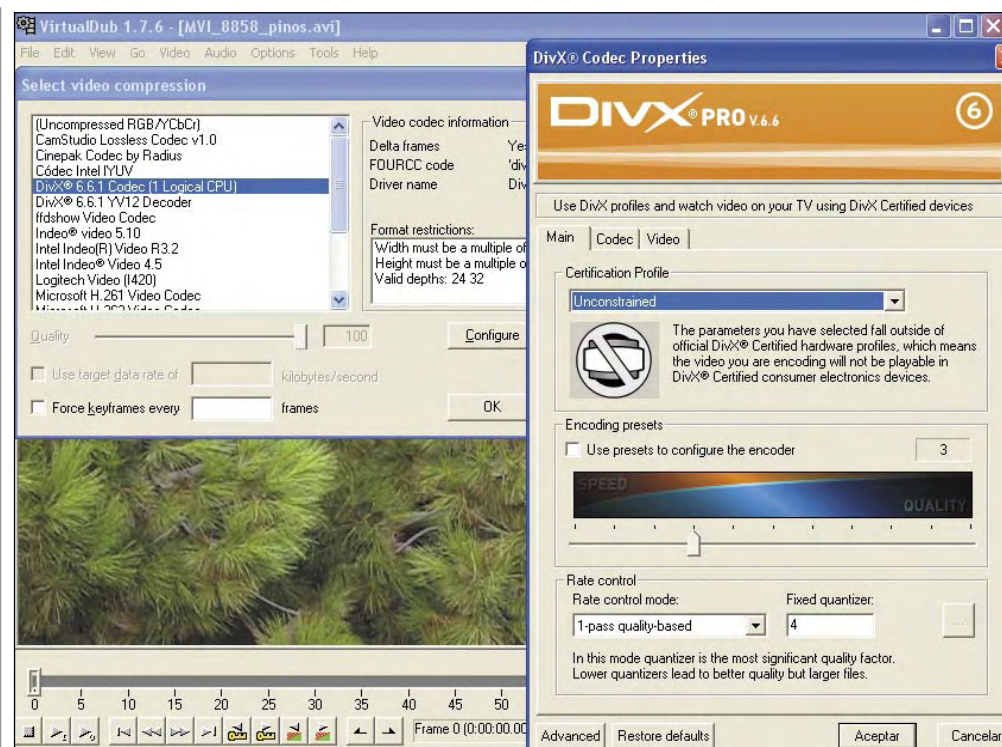 VirtualDub 1.7.6 - [MVI_8858_pinos.avi]
File Edit View Go Video Audio Options Tools Help
Select video compression
(Uncompressed RGB/YCbCr)
CamStudio Lossless Codec v1.0
Cinepak Codec by Radius
Códec Intel IYUV
DivX® 6.6.1 Codec (1 Logical CPU)
DivX® 6.6.1 YV12 Decoder
ffdshow Video Codec
Indeo® video 5.10
Intel Indeo(R) Video R3.2
Intel Indeo® Video 4.5
Logitech Video (I420)
Microsoft H.261 Video Codec
Video codec information
Delta frames
FOURCC code 'div
Driver name Div
Format restrictions:
Width must be a multiple of
Height must be a multiple o
Valid depths: 24 32
Quality 100
Configure
Use target data rate of kilobytes/second
Force keyframes every frames
OK
0 5 10 15 20 25 30 35 40 45 50
Frame 0 (0:00:00.00
DivX® Codec Properties
DIVX® PRO V.6.6
6
Use DivX profiles and watch video on your TV using DivX Certified devices
Main Codec Video
Certification Profile
Unconstrained
The parameters you have selected fall outside of
official DivX® Certified hardware profiles, which means
the video you are encoding will not be playable in
DivX® Certified consumer electronics devices.
Encoding presets
Use presets to configure the encoder 3
SPEED
QUALITY
Rate control
Rate control mode: Fixed quantizer:
1-pass quality-based 4
...
In this mode quantizer is the most significant quality factor.
Lower quantizers lead to better quality but larger files.
Advanced Restore defaults Aceptar Cancelar